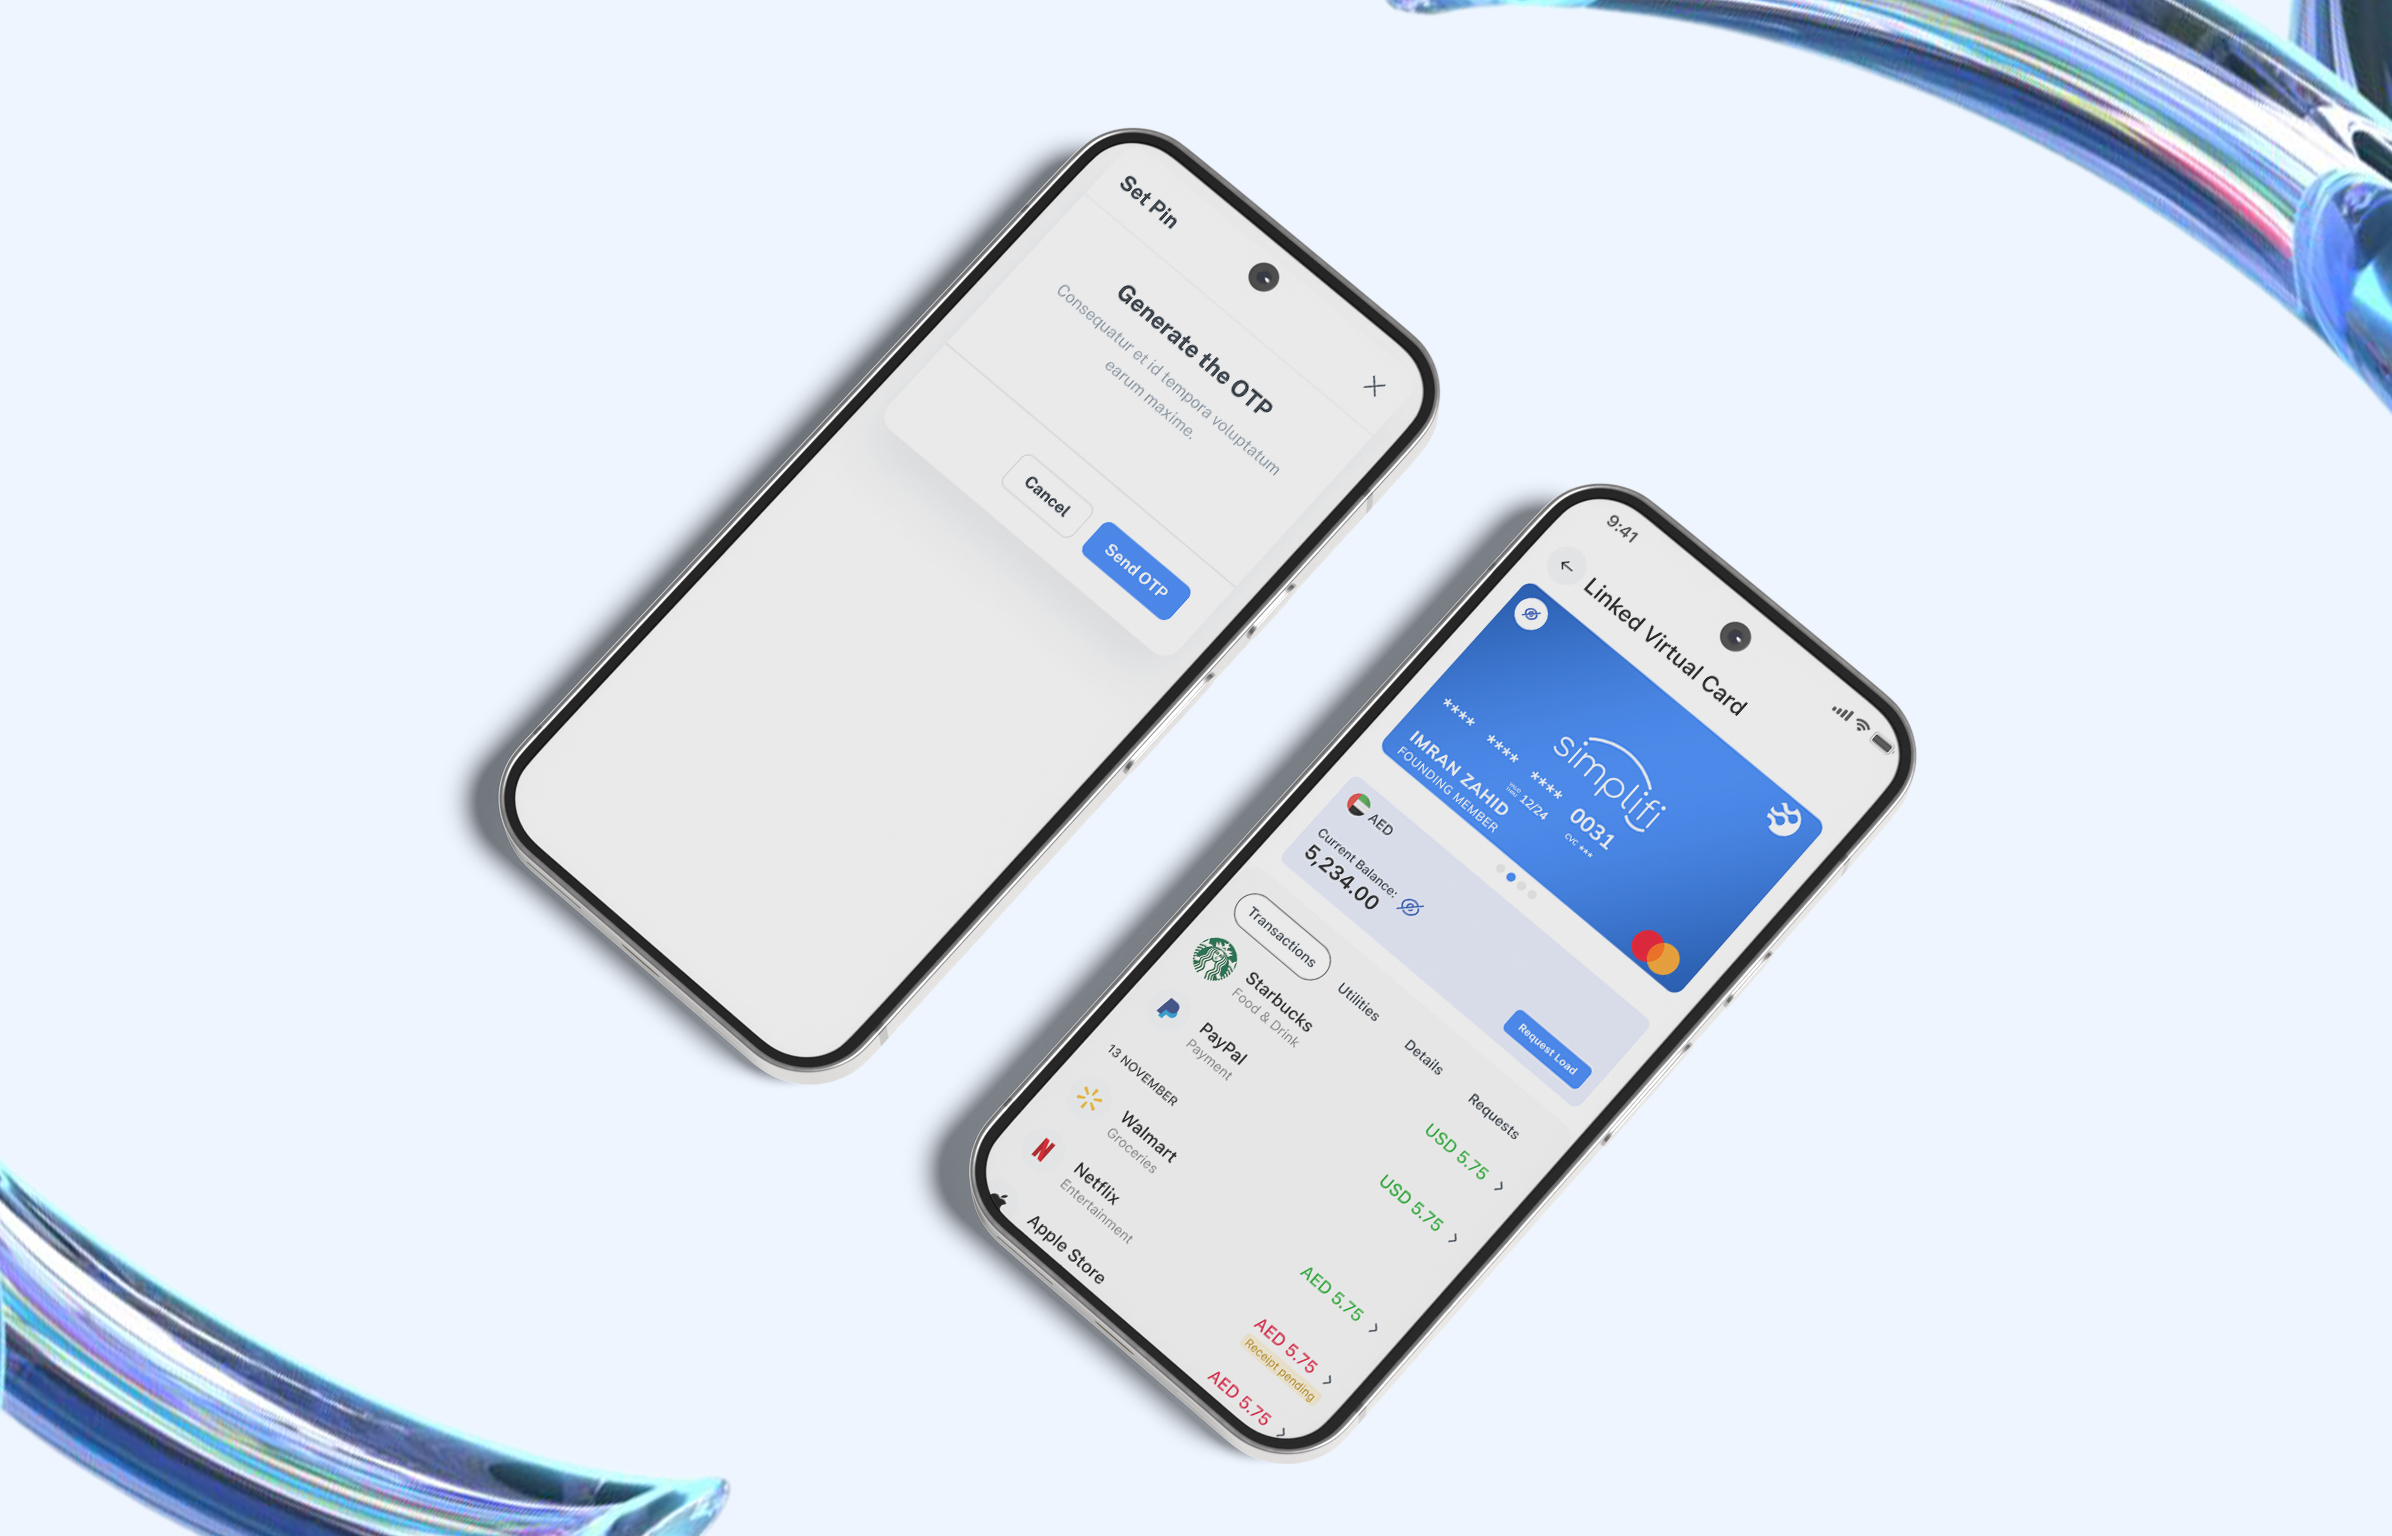 Set Pin
Generate the OTP
Consequatur et id tempora voluptatum
earum maxime.
Cancel
Send OTP
9:41
Linked Virtual Card
simplifi
**** **** **** 0031
VALID THRU 12/24
CVC ***
IMRAN ZAHID
FOUNDING MEMBER
AED
Current Balance:
5,234.00
Request Load
Transactions
Utilities
Details
Requests
Starbucks
Food & Drink
USD 5.75
PayPal
Payment
USD 5.75
13 NOVEMBER
Walmart
Groceries
AED 5.75
Netflix
Entertainment
AED 5.75
Receipt pending
Apple Store
AED 5.75